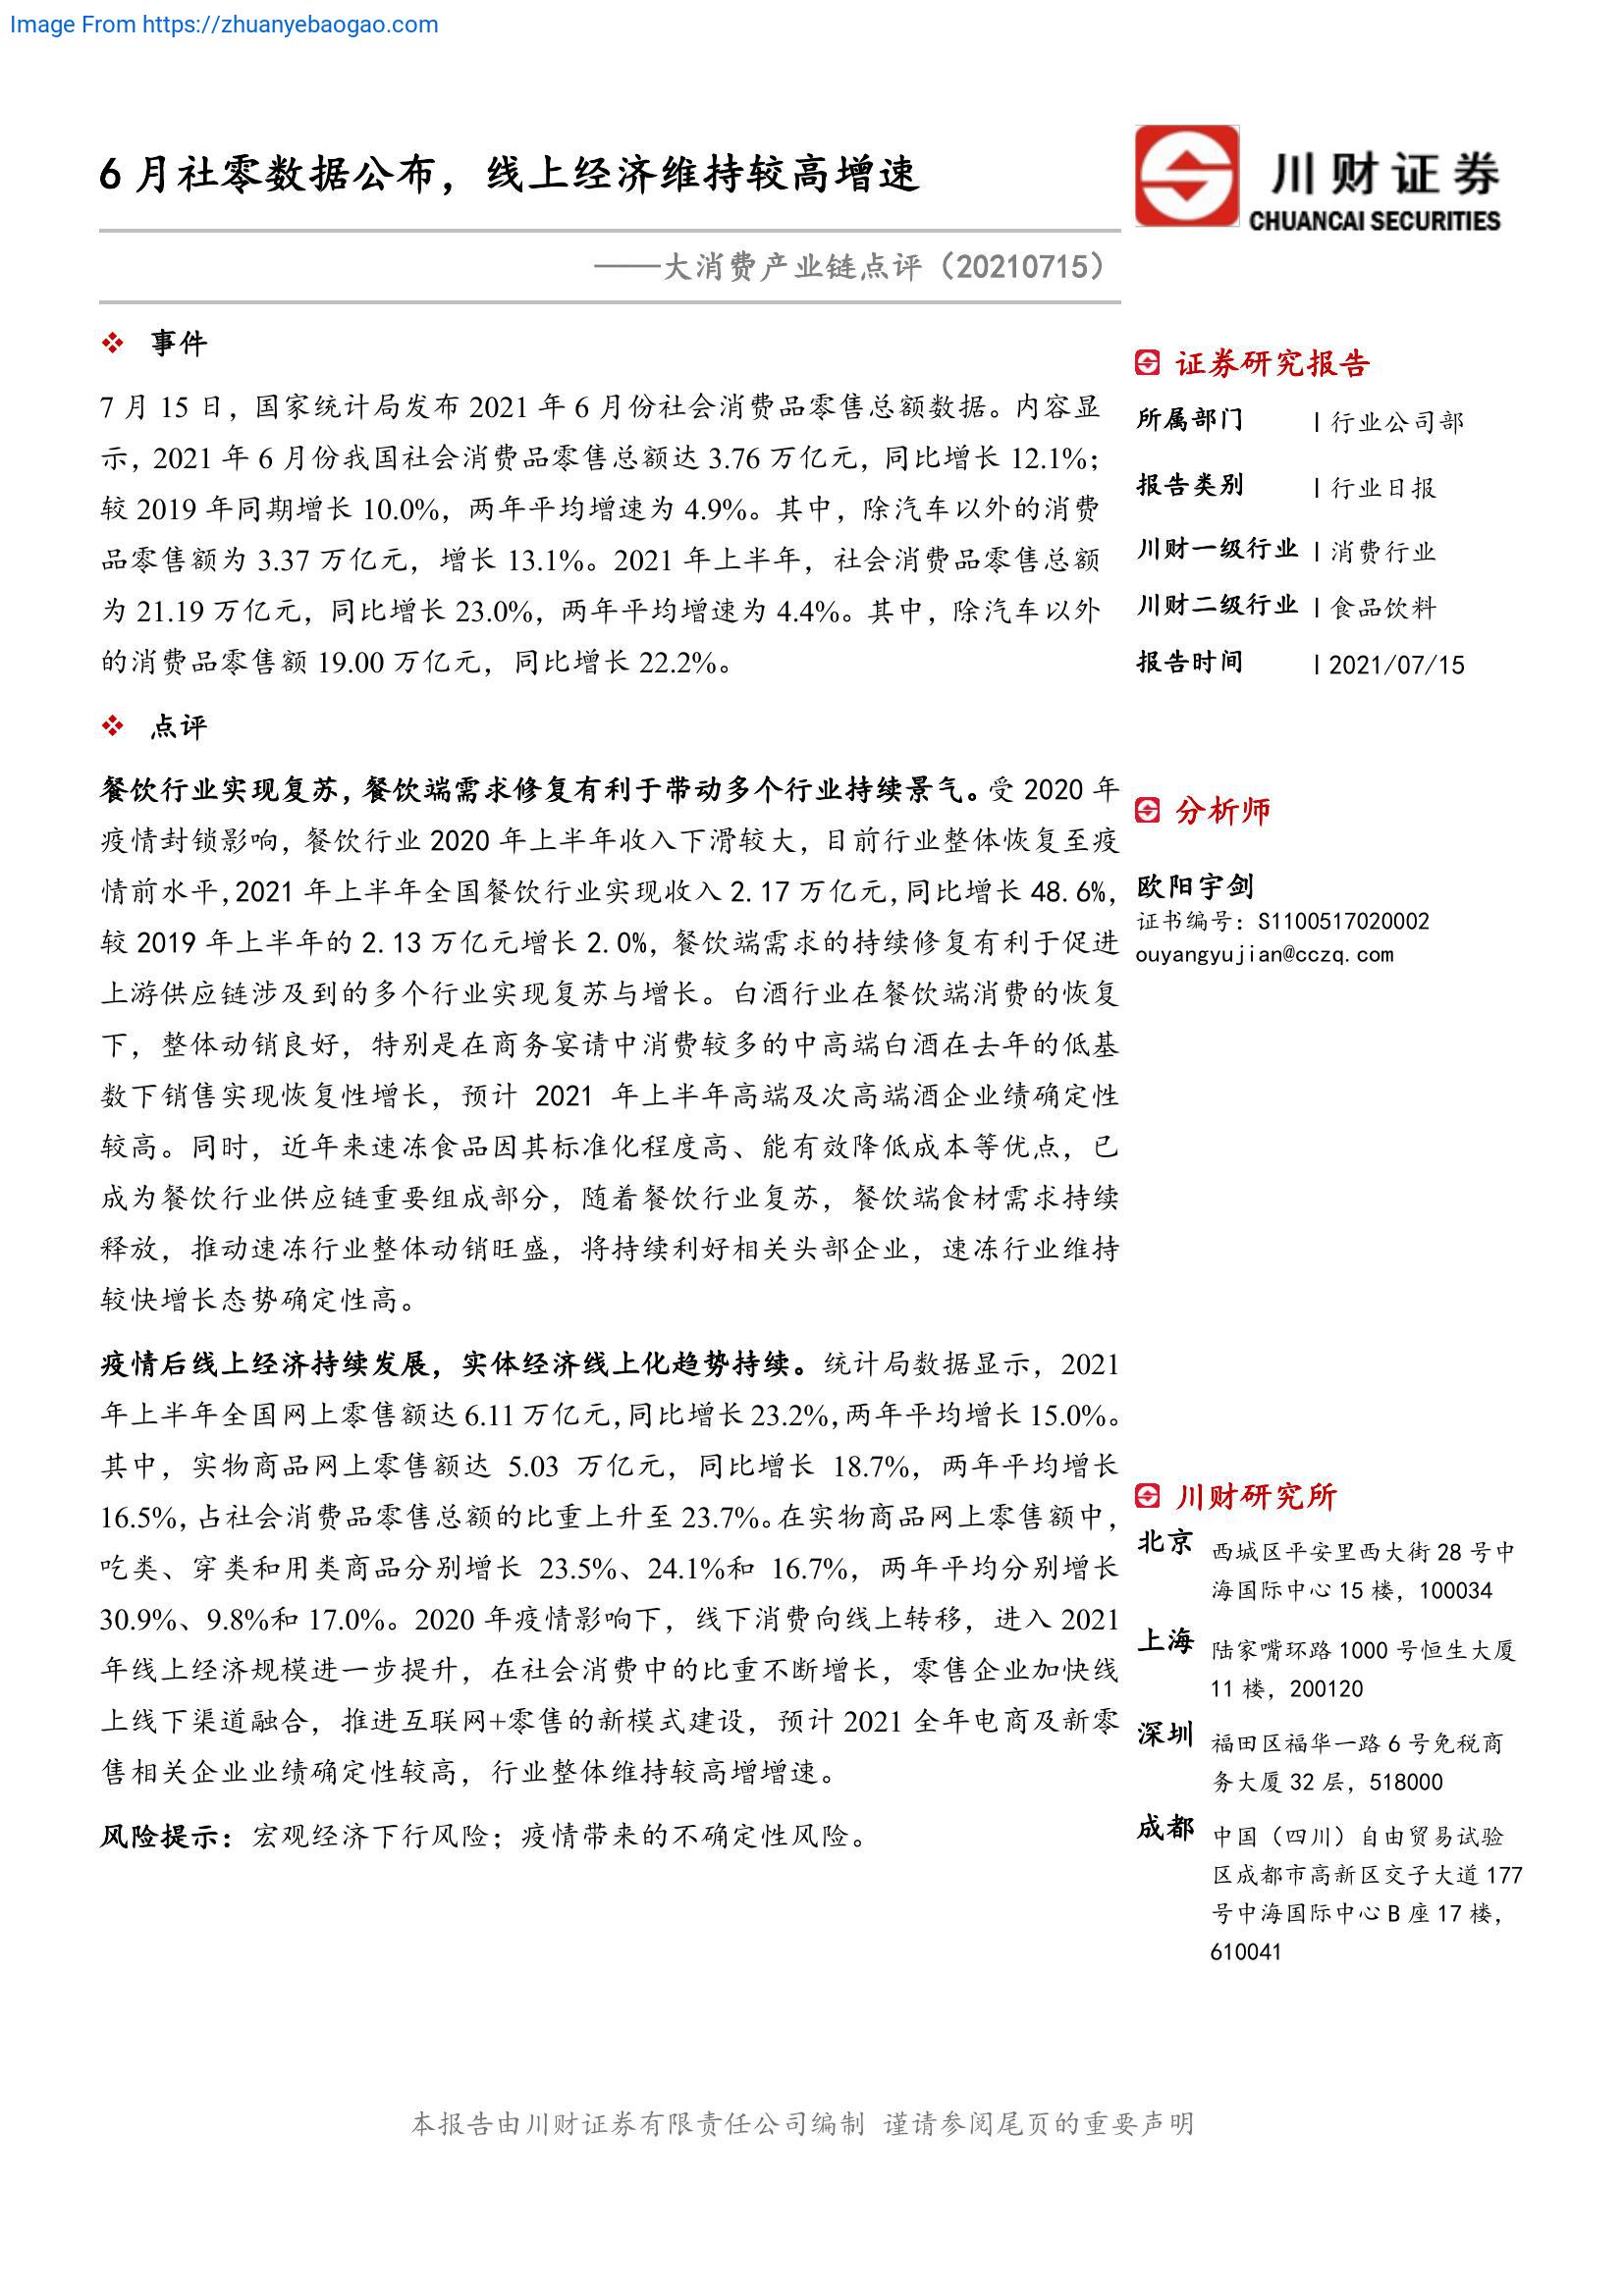 Image From https://zhuanyebaogao.com
6 月社零数据公布，线上经济维持较高增速
——大消费产业链点评（20210715）
川财证券
CHUANCAI SECURITIES
事件
7 月 15 日，国家统计局发布 2021 年 6 月份社会消费品零售总额数据。内容显
示，2021 年 6 月份我国社会消费品零售总额达 3.76 万亿元，同比增长 12.1%；
较 2019 年同期增长 10.0%，两年平均增速为 4.9%。其中，除汽车以外的消费
品零售额为 3.37 万亿元，增长 13.1%。2021 年上半年，社会消费品零售总额
为 21.19 万亿元，同比增长 23.0%，两年平均增速为 4.4%。其中，除汽车以外
的消费品零售额 19.00 万亿元，同比增长 22.2%。
点评
餐饮行业实现复苏，餐饮端需求修复有利于带动多个行业持续景气。受 2020 年
疫情封锁影响，餐饮行业 2020 年上半年收入下滑较大，目前行业整体恢复至疫
情前水平，2021 年上半年全国餐饮行业实现收入 2.17 万亿元，同比增长 48.6%，
较 2019 年上半年的 2.13 万亿元增长 2.0%，餐饮端需求的持续修复有利于促进
上游供应链涉及到的多个行业实现复苏与增长。白酒行业在餐饮端消费的恢复
下，整体动销良好，特别是在商务宴请中消费较多的中高端白酒在去年的低基
数下销售实现恢复性增长，预计 2021 年上半年高端及次高端酒企业绩确定性
较高。同时，近年来速冻食品因其标准化程度高、能有效降低成本等优点，已
成为餐饮行业供应链重要组成部分，随着餐饮行业复苏，餐饮端食材需求持续
释放，推动速冻行业整体动销旺盛，将持续利好相关头部企业，速冻行业维持
较快增长态势确定性高。
疫情后线上经济持续发展，实体经济线上化趋势持续。统计局数据显示，2021
年上半年全国网上零售额达 6.11 万亿元，同比增长 23.2%，两年平均增长 15.0%。
其中，实物商品网上零售额达 5.03 万亿元，同比增长 18.7%，两年平均增长
16.5%，占社会消费品零售总额的比重上升至 23.7%。在实物商品网上零售额中，
吃类、穿类和用类商品分别增长 23.5%、24.1%和 16.7%，两年平均分别增长
30.9%、9.8%和 17.0%。2020 年疫情影响下，线下消费向线上转移，进入 2021
年线上经济规模进一步提升，在社会消费中的比重不断增长，零售企业加快线
上线下渠道融合，推进互联网+零售的新模式建设，预计 2021 全年电商及新零
售相关企业业绩确定性较高，行业整体维持较高增增速。
风险提示：宏观经济下行风险；疫情带来的不确定性风险。
证券研究报告
所属部门 | 行业公司部
报告类别 | 行业日报
川财一级行业 | 消费行业
川财二级行业 | 食品饮料
报告时间 | 2021/07/15
分析师
欧阳宇剑
证书编号：S1100517020002
ouyangyujian@cczq.com
川财研究所
北京 西城区平安里西大街 28 号中
海国际中心 15 楼，100034
上海 陆家嘴环路 1000 号恒生大厦
11 楼，200120
深圳 福田区福华一路 6 号免税商
务大厦 32 层，518000
成都 中国（四川）自由贸易试验
区成都市高新区交子大道 177
号中海国际中心 B 座 17 楼，
610041
本报告由川财证券有限责任公司编制 谨请参阅尾页的重要声明